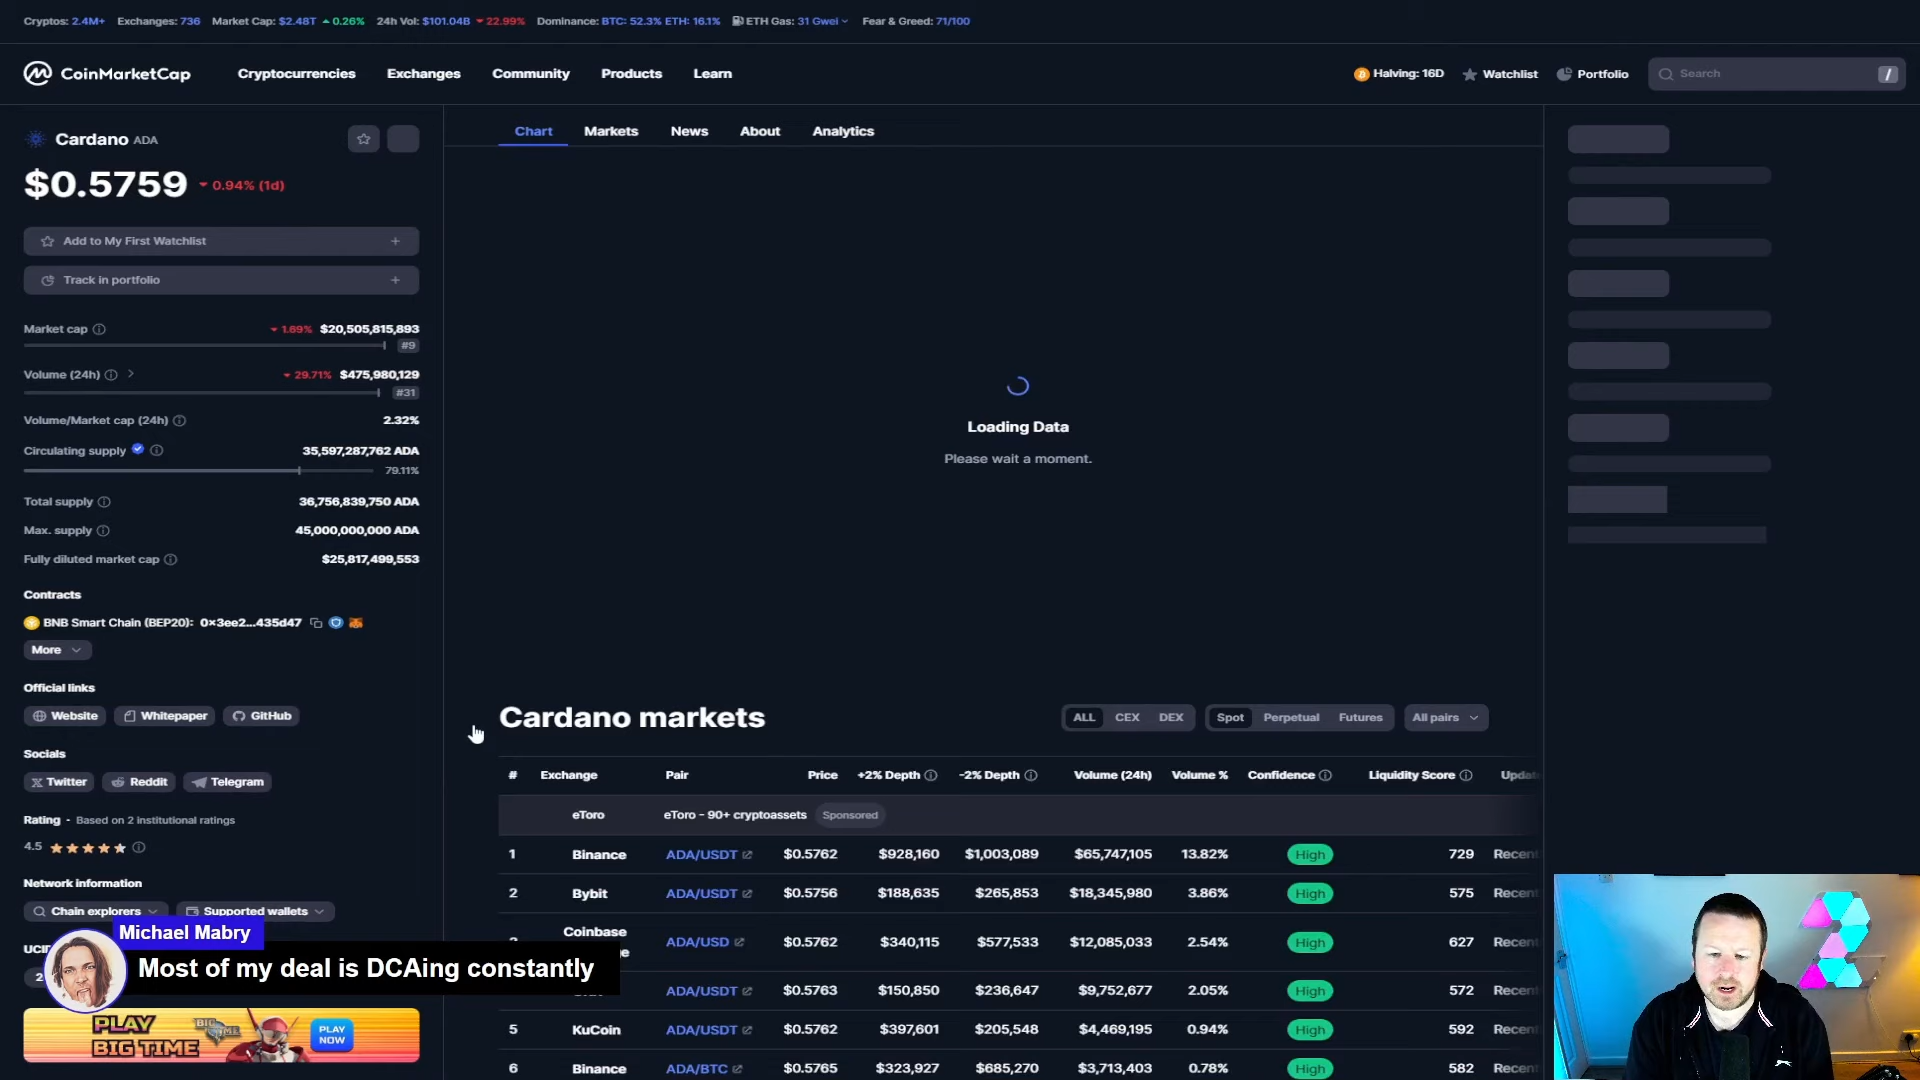 Cryptos: 2.4M+ Exchanges: 736 Market Cap: $2.48T 0.26% 24h Vol: $101.04B 22.99% Dominance: BTC: 52.3% ETH: 16.1% ETH Gas: 31 Gwei Fear & Greed: 71/100
CoinMarketCap Cryptocurrencies Exchanges Community Products Learn Halving: 16D Watchlist Portfolio Search /
Cardano ADA
$0.5759 0.94% (1d)
Add to My First Watchlist +
Track in portfolio +
Market cap 1.69% $20,505,815,893
#9
Volume (24h) 29.71% $475,980,129
#31
Volume/Market cap (24h) 2.32%
Circulating supply 35,597,287,762 ADA
79.11%
Total supply 36,756,839,750 ADA
Max. supply 45,000,000,000 ADA
Fully diluted market cap $25,817,499,553
Contracts
BNB Smart Chain (BEP20): 0x3ee2...435d47
More
Official links
Website Whitepaper GitHub
Socials
Twitter Reddit Telegram
Rating · Based on 2 institutional ratings
4.5
Network information
Chain explorers Supported wallets
Michael Mabry
Most of my deal is DCAing constantly
PLAY
BIG TIME
BIG TIME
PLAY
NOW
Chart Markets News About Analytics
Loading Data
Please wait a moment.
Cardano markets ALL CEX DEX Spot Perpetual Futures All pairs
# Exchange Pair Price +2% Depth -2% Depth Volume (24h) Volume % Confidence Liquidity Score
eToro eToro - 90+ cryptoassets Sponsored
1 Binance ADA/USDT $0.5762 $928,160 $1,003,089 $65,747,105 13.82% High 729
2 Bybit ADA/USDT $0.5756 $188,635 $265,853 $18,345,980 3.86% High 575
Coinbase
ADA/USD $0.5762 $340,115 $577,533 $12,085,033 2.54% High 627
ADA/USDT $0.5763 $150,850 $236,647 $9,752,677 2.05% High 572
5 KuCoin ADA/USDT $0.5762 $397,601 $205,548 $4,469,195 0.94% High 592
6 Binance ADA/BTC $0.5765 $323,927 $685,270 $3,713,403 0.78% High 582